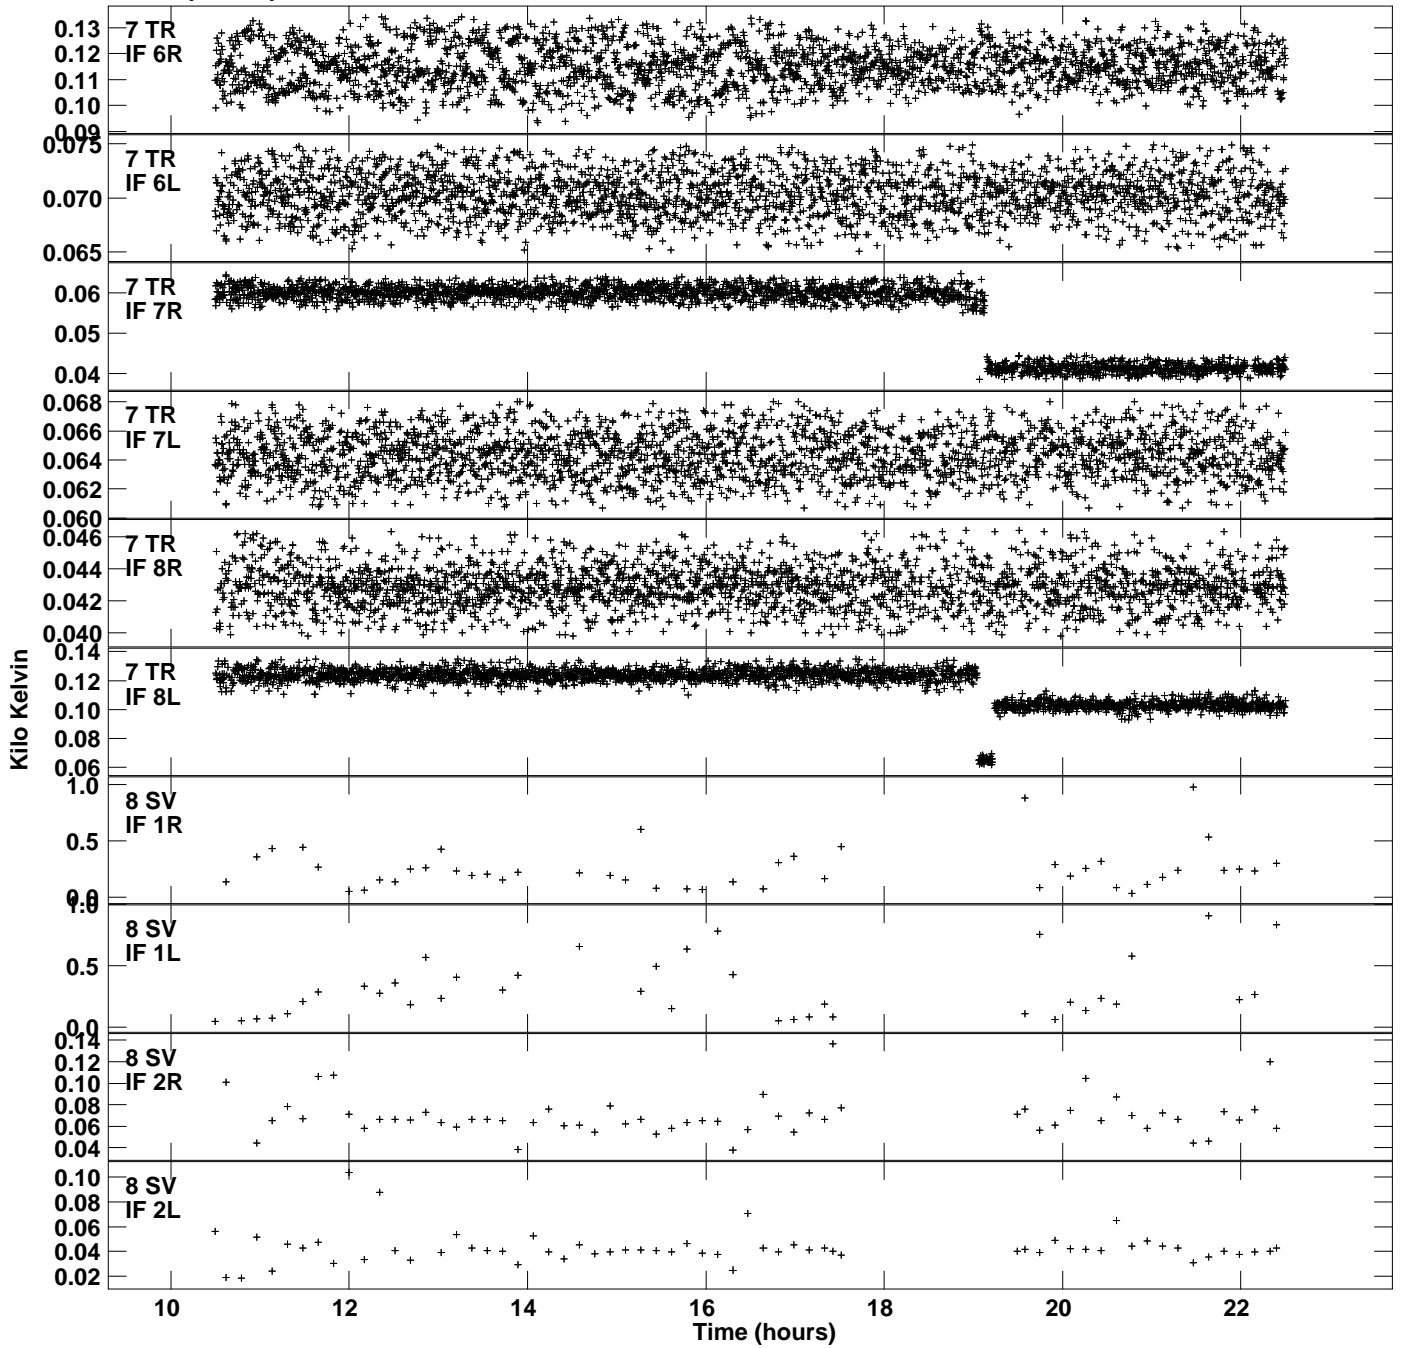 7 TR
IF 6R
0.13
0.12
0.11
0.10
0.09
7 TR
IF 6L
0.075
0.070
0.065
7 TR
IF 7R
0.06
0.05
0.04
7 TR
IF 7L
0.068
0.066
0.064
0.062
0.060
7 TR
IF 8R
0.046
0.044
0.042
0.040
7 TR
IF 8L
0.14
0.12
0.10
0.08
0.06
8 SV
IF 1R
1.0
0.5
0.0
8 SV
IF 1L
1.0
0.5
0.0
8 SV
IF 2R
0.14
0.12
0.10
0.08
0.06
0.04
8 SV
IF 2L
0.10
0.08
0.06
0.04
0.02
Kilo Kelvin
10 12 14 16 18 20 22
Time (hours)